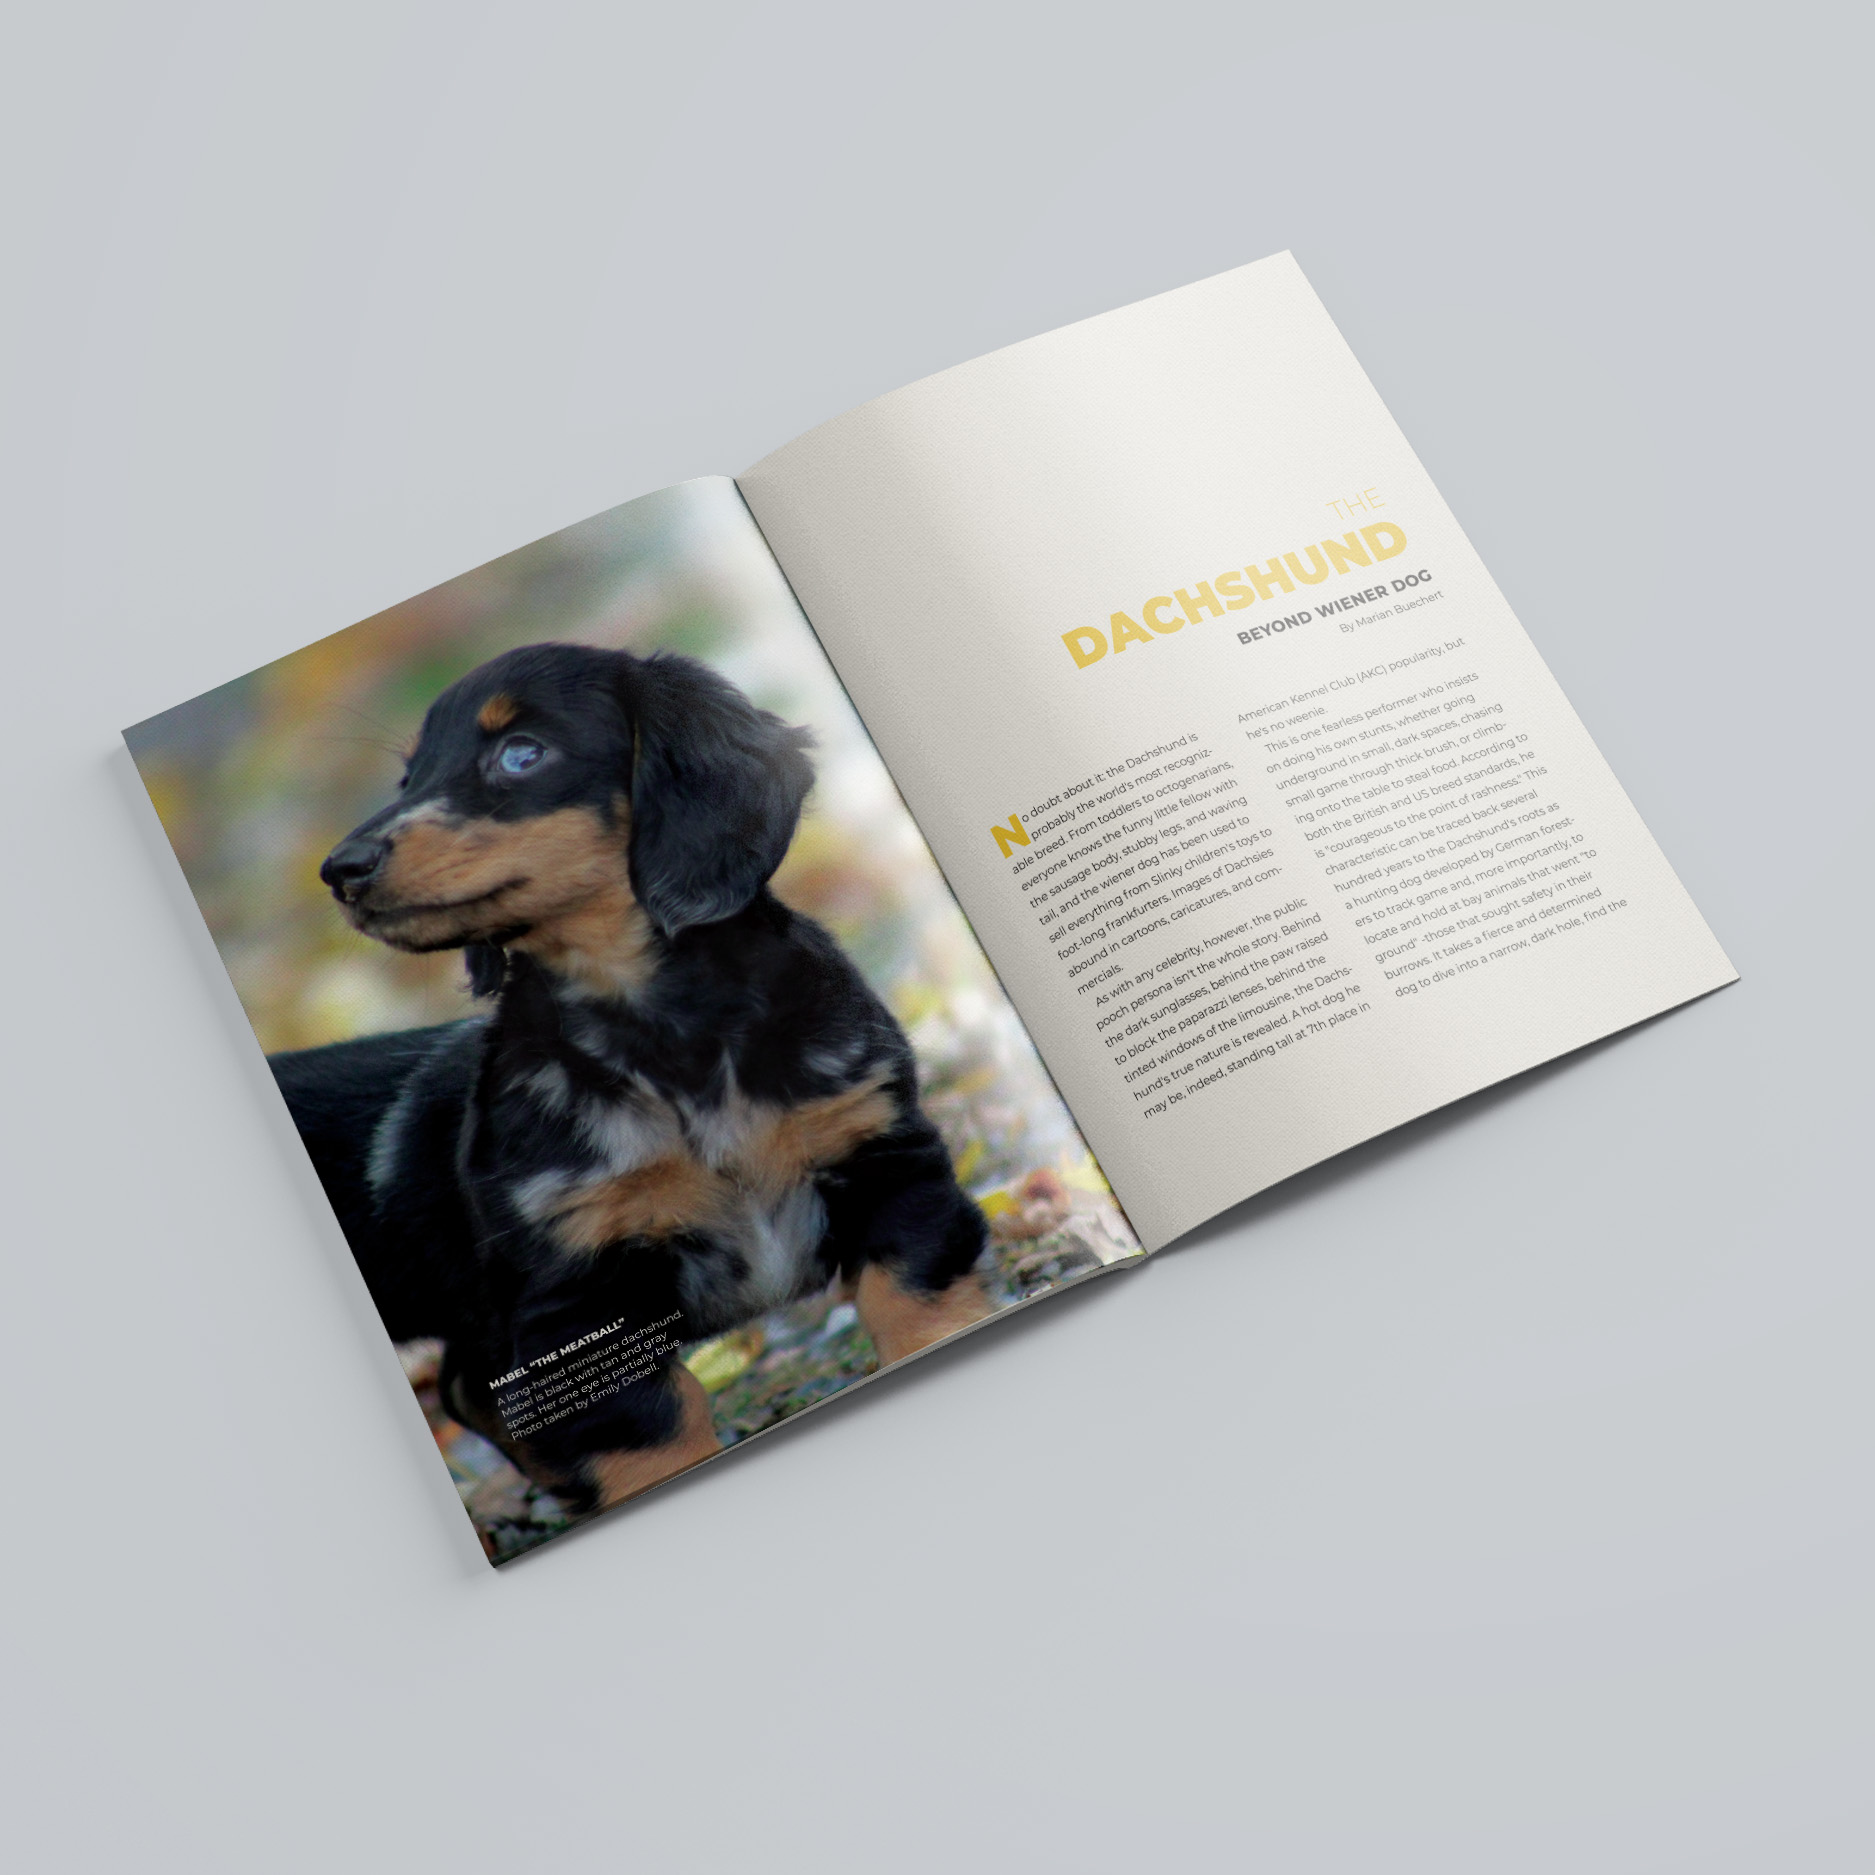 MABEL "THE MEATBALL"
A long-haired miniature dachshund.
Mabel is black with tan and gray
spots. Her one eye is partially blue.
Photo taken by Emily Dobell.
THE
DACHSHUND
BEYOND WIENER DOG
By Marian Buechert
No doubt about it: the Dachshund is
probably the world's most recogniz-
able breed. From toddlers to octogenarians,
everyone knows the funny little fellow with
the sausage body, stubby legs, and waving
tail, and the wiener dog has been used to
sell everything from Slinky children's toys to
foot-long frankfurters. Images of Dachsies
abound in cartoons, caricatures, and com-
mercials.
As with any celebrity, however, the public
pooch persona isn't the whole story. Behind
the dark sunglasses, behind the paw raised
to block the paparazzi lenses, behind the
tinted windows of the limousine, the Dachs-
hund's true nature is revealed. A hot dog he
may be, indeed, standing tall at 7th place in
American Kennel Club (AKC) popularity, but
he's no weenie.
This is one fearless performer who insists
on doing his own stunts, whether going
underground in small, dark spaces, chasing
small game through thick brush, or climb-
ing onto the table to steal food. According to
both the British and US breed standards, he
is "courageous to the point of rashness." This
characteristic can be traced back several
hundred years to the Dachshund's roots as
a hunting dog developed by German forest-
ers to track game and, more importantly, to
locate and hold at bay animals that went "to
ground" -those that sought safety in their
burrows. It takes a fierce and determined
dog to dive into a narrow, dark hole, find the